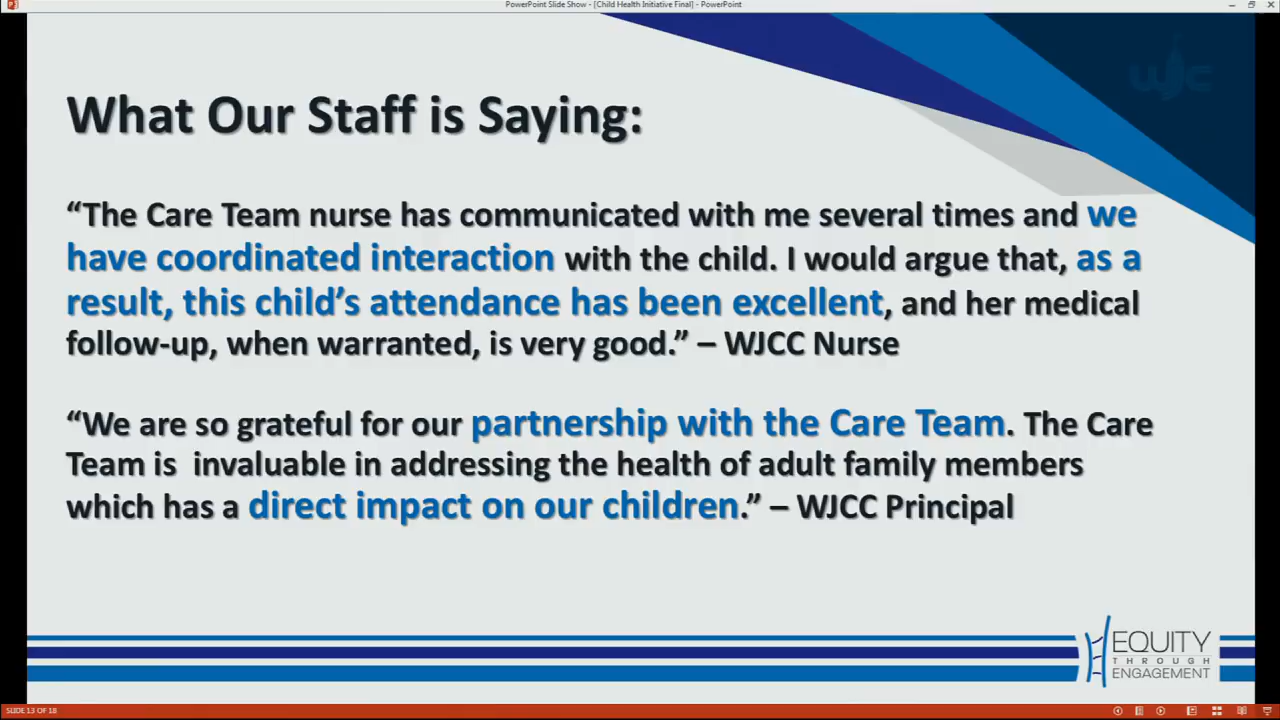 PowerPoint Slide Show - [Child Health Initiative Final] - PowerPoint
wjc
What Our Staff is Saying:
“The Care Team nurse has communicated with me several times and we
have coordinated interaction with the child. I would argue that, as a
result, this child’s attendance has been excellent, and her medical
follow-up, when warranted, is very good.” – WJCC Nurse
“We are so grateful for our partnership with the Care Team. The Care
Team is invaluable in addressing the health of adult family members
which has a direct impact on our children.” – WJCC Principal
EQUITY
THROUGH
ENGAGEMENT
SLIDE 13 OF 18